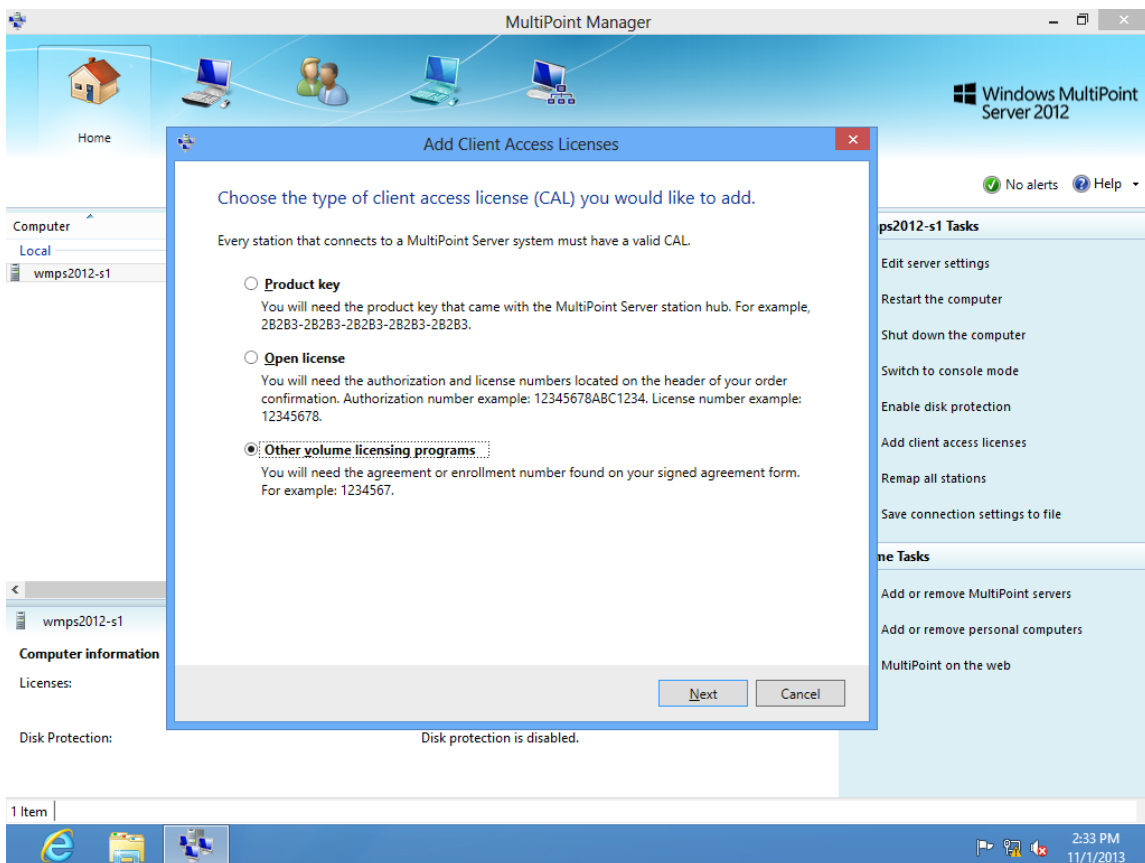 MultiPoint Manager
Home
Windows MultiPoint
Server 2012
No alerts
Help
Computer
Local
wmps2012-s1
Add Client Access Licenses
Choose the type of client access license (CAL) you would like to add.
Every station that connects to a MultiPoint Server system must have a valid CAL.
Product key
You will need the product key that came with the MultiPoint Server station hub. For example,
2B2B3-2B2B3-2B2B3-2B2B3-2B2B3.
Open license
You will need the authorization and license numbers located on the header of your order
confirmation. Authorization number example: 12345678ABC1234. License number example:
12345678.
Other volume licensing programs
You will need the agreement or enrollment number found on your signed agreement form.
For example: 1234567.
Next
Cancel
ps2012-s1 Tasks
Edit server settings
Restart the computer
Shut down the computer
Switch to console mode
Enable disk protection
Add client access licenses
Remap all stations
Save connection settings to file
me Tasks
Add or remove MultiPoint servers
Add or remove personal computers
MultiPoint on the web
wmps2012-s1
Computer information
Licenses:
Disk Protection:
Disk protection is disabled.
1 Item
2:33 PM
11/1/2013